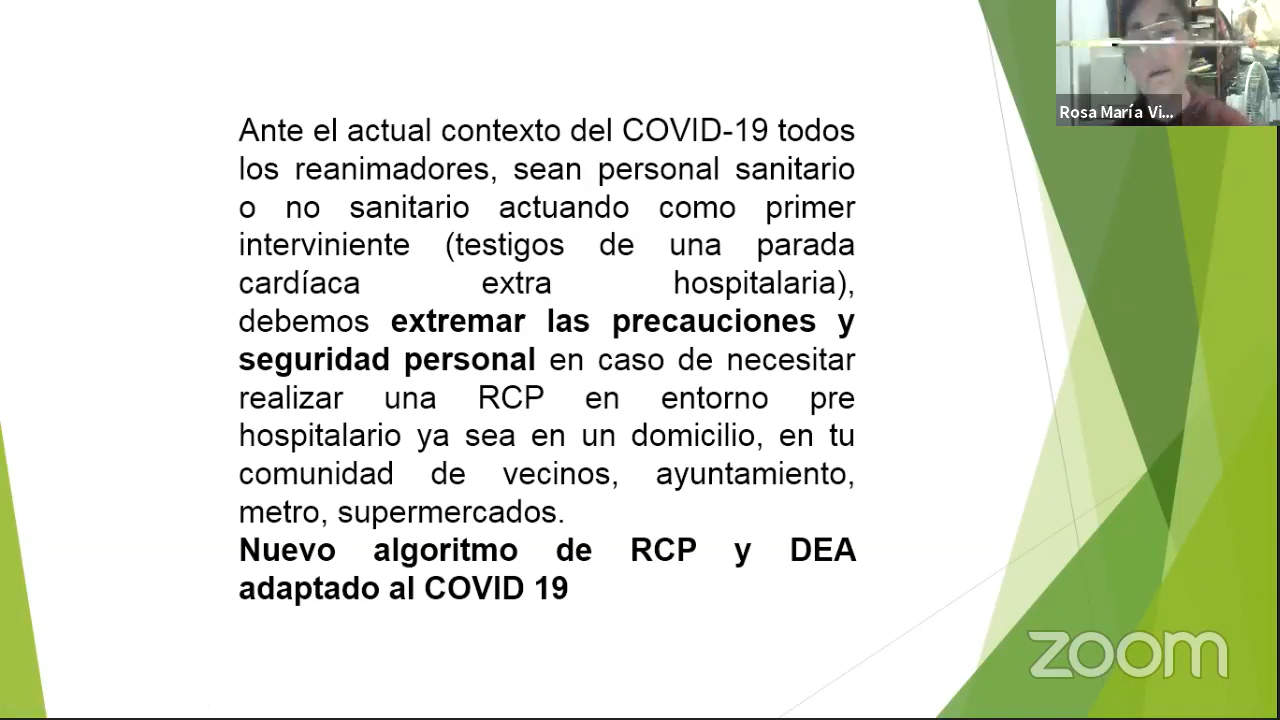 Rosa María Vi...
Ante el actual contexto del COVID-19 todos
los reanimadores, sean personal sanitario
o no sanitario actuando como primer
interviniente (testigos de una parada
cardíaca extra hospitalaria),
debemos extremar las precauciones y
seguridad personal en caso de necesitar
realizar una RCP en entorno pre
hospitalario ya sea en un domicilio, en tu
comunidad de vecinos, ayuntamiento,
metro, supermercados.
Nuevo algoritmo de RCP y DEA
adaptado al COVID 19
zoom